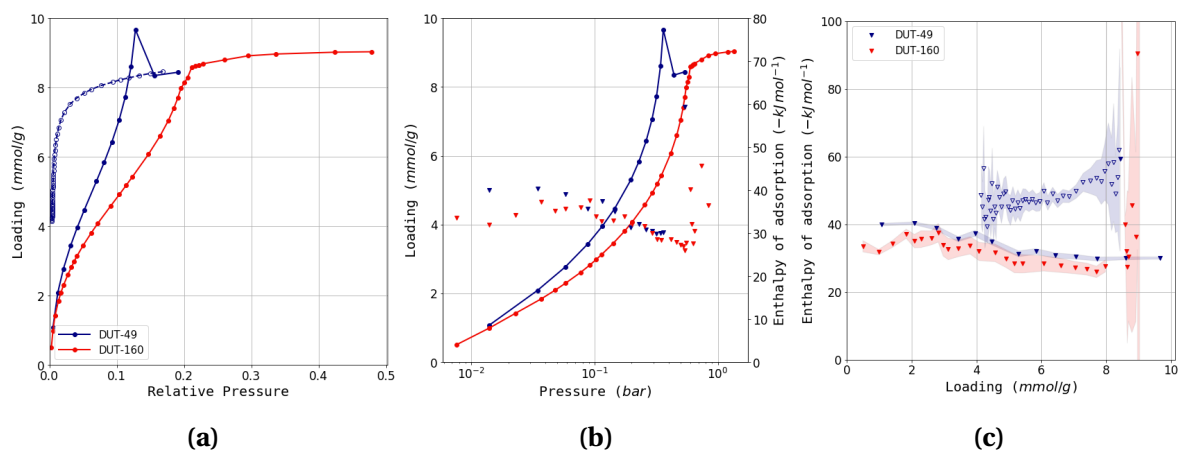 10
8
6
4
2
0
Loading (mmol/g)
DUT-49
DUT-160
0.0 0.1 0.2 0.3 0.4 0.5
Relative Pressure
(a)
10
8
6
4
2
0
Loading (mmol/g)
80
70
60
50
40
30
20
10
0
Enthalpy of adsorption (−kJ mol⁻¹)
10⁻² 10⁻¹ 10⁰
Pressure (bar)
(b)
100
80
60
40
20
0
Enthalpy of adsorption (−kJ mol⁻¹)
DUT-49
DUT-160
0 2 4 6 8 10
Loading (mmol/g)
(c)